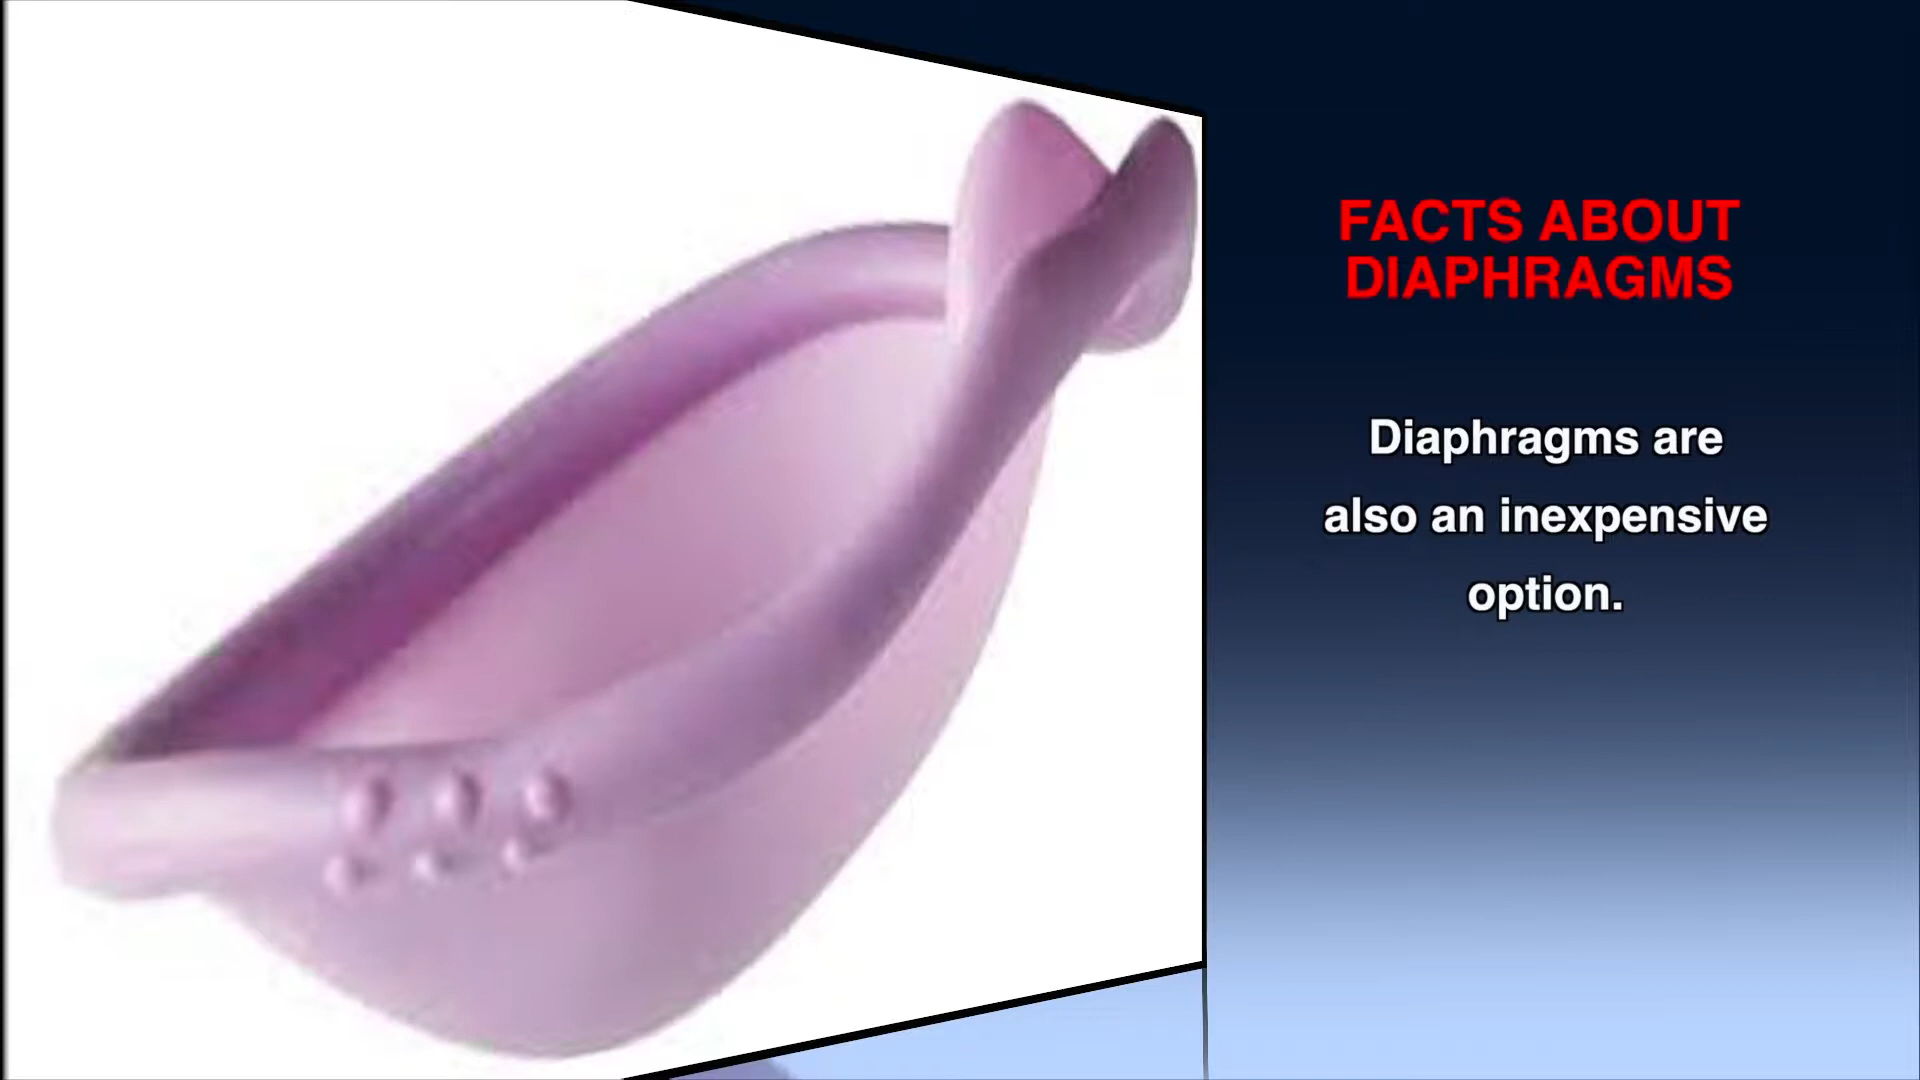 FACTS ABOUT
DIAPHRAGMS
Diaphragms are
also an inexpensive
option.